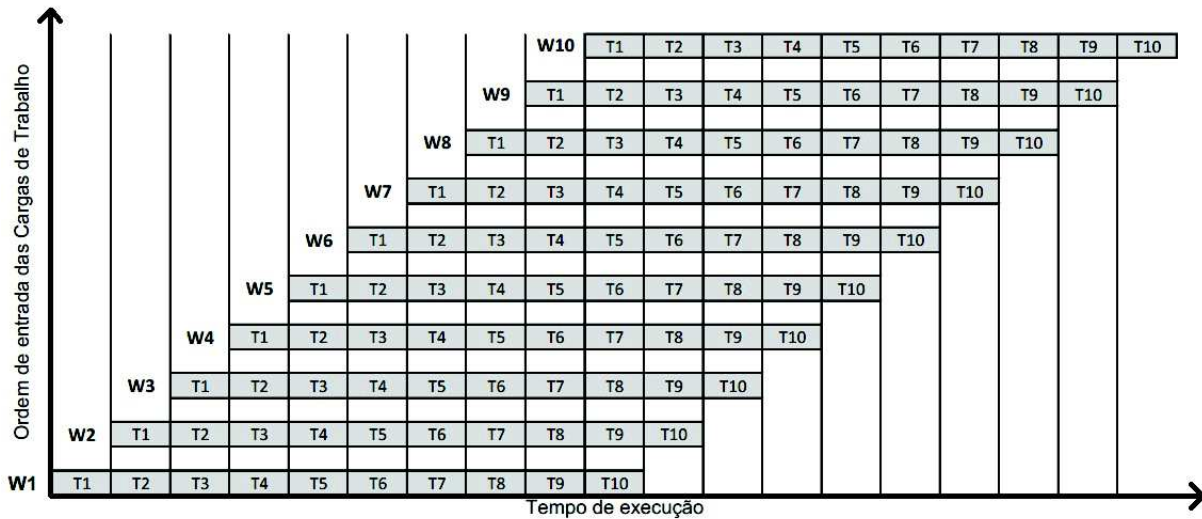 Ordem de entrada das Cargas de Trabalho
W10 T1 T2 T3 T4 T5 T6 T7 T8 T9 T10
W9 T1 T2 T3 T4 T5 T6 T7 T8 T9 T10
W8 T1 T2 T3 T4 T5 T6 T7 T8 T9 T10
W7 T1 T2 T3 T4 T5 T6 T7 T8 T9 T10
W6 T1 T2 T3 T4 T5 T6 T7 T8 T9 T10
W5 T1 T2 T3 T4 T5 T6 T7 T8 T9 T10
W4 T1 T2 T3 T4 T5 T6 T7 T8 T9 T10
W3 T1 T2 T3 T4 T5 T6 T7 T8 T9 T10
W2 T1 T2 T3 T4 T5 T6 T7 T8 T9 T10
W1 T1 T2 T3 T4 T5 T6 T7 T8 T9 T10
Tempo de execução